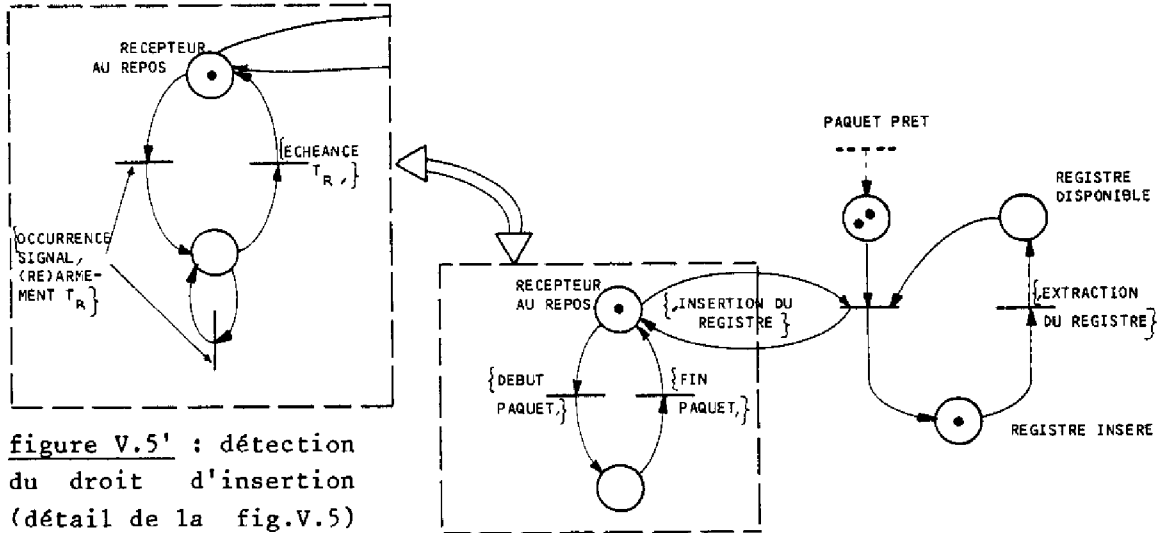 RECEPTEUR
AU REPOS
{ECHEANCE
T_R ,}
{OCCURRENCE
SIGNAL,
(RE)ARME-
MENT T_R}
figure V.5' : détection
du droit d'insertion
(détail de la fig.V.5)
RECEPTEUR
AU REPOS
{,INSERTION DU
REGISTRE}
{DEBUT
PAQUET,}
{FIN
PAQUET,}
PAQUET PRET
REGISTRE
DISPONIBLE
{,EXTRACTION
DU REGISTRE}
REGISTRE INSERE